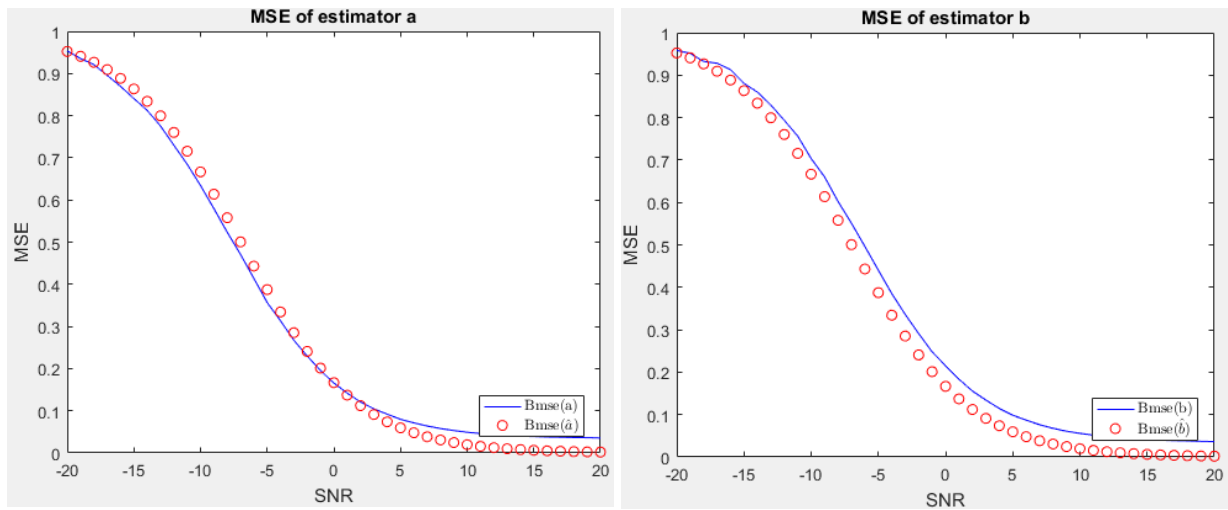 MSE of estimator a
1
0.9
0.8
0.7
0.6
0.5
0.4
0.3
0.2
0.1
0
MSE
-20 -15 -10 -5 0 5 10 15 20
SNR
Bmse(a)
Bmse(â)
MSE of estimator b
1
0.9
0.8
0.7
0.6
0.5
0.4
0.3
0.2
0.1
0
MSE
-20 -15 -10 -5 0 5 10 15 20
SNR
Bmse(b)
Bmse(b̂)